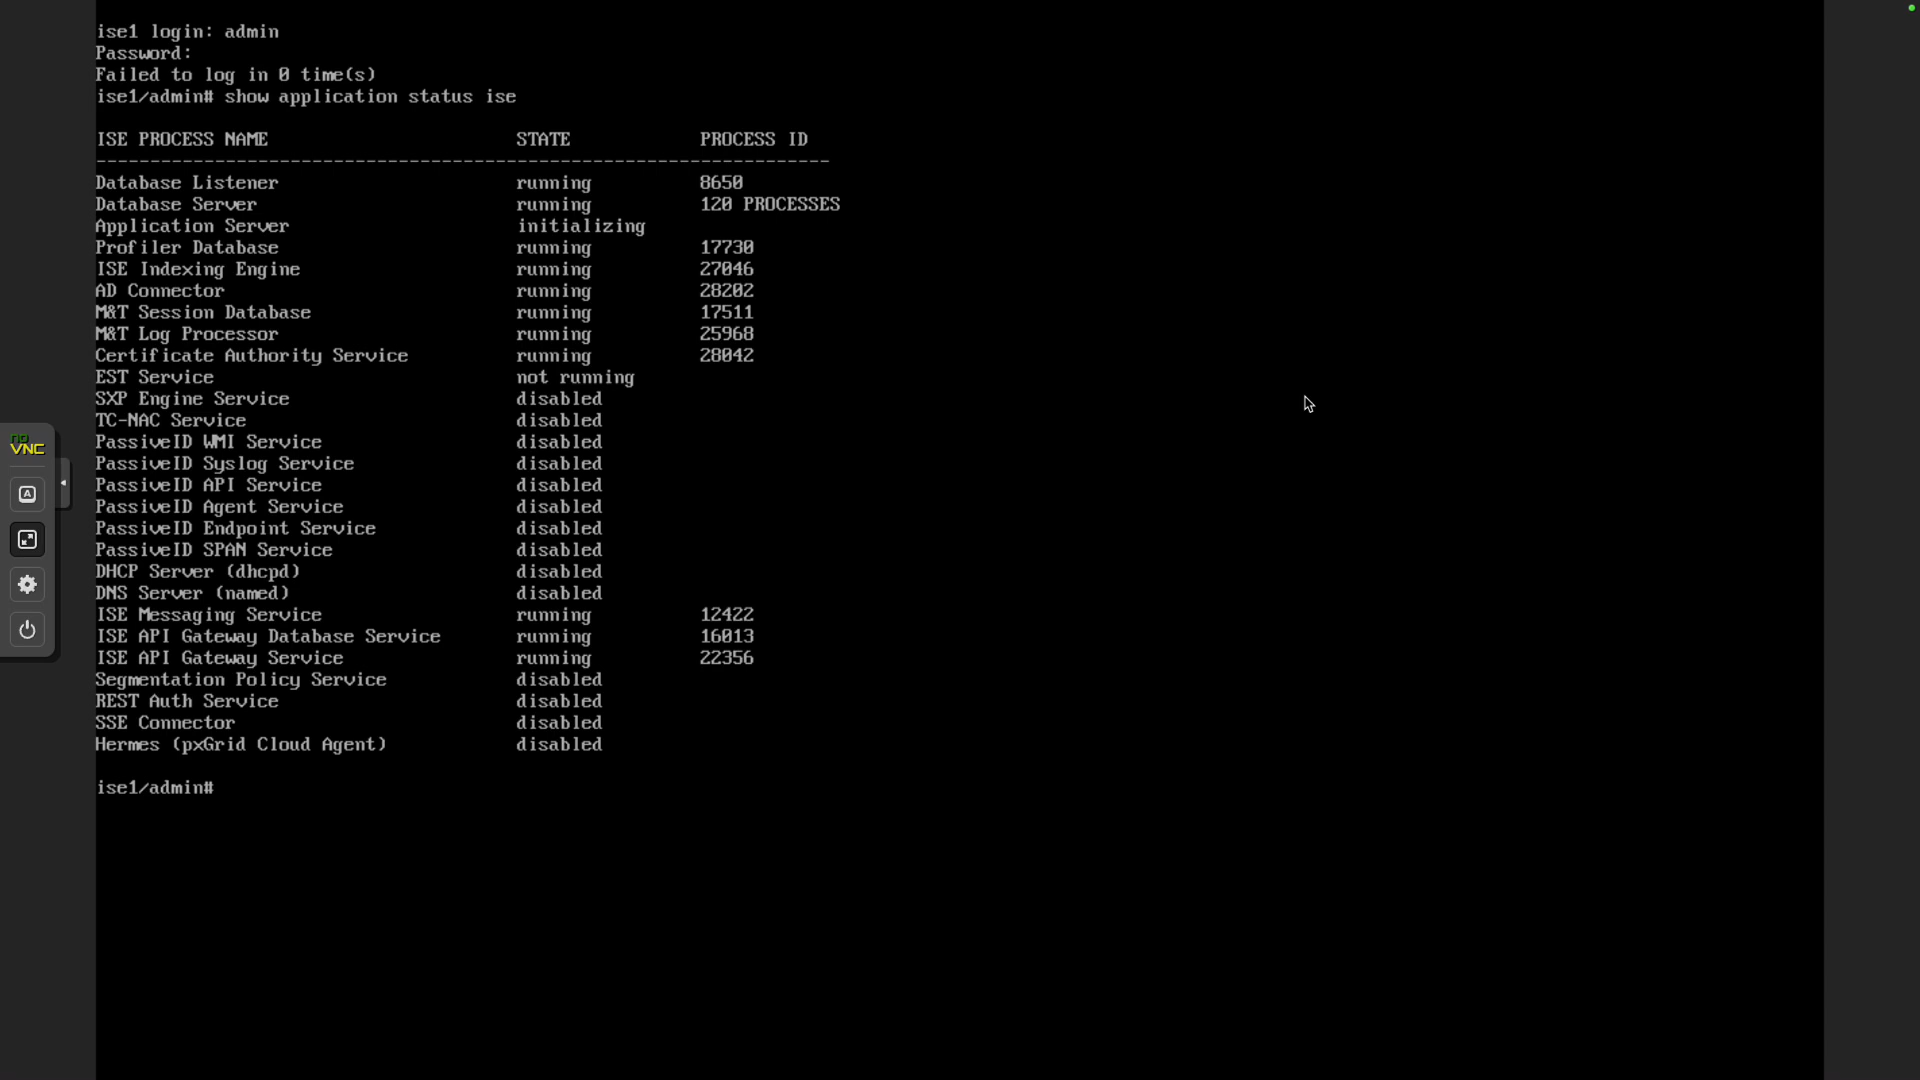 ise1 login: admin
Password:
Failed to log in 0 time(s)
ise1/admin# show application status ise
ISE PROCESS NAME                       STATE            PROCESS ID
--------------------------------------------------------------------
Database Listener                      running          8650
Database Server                        running          120 PROCESSES
Application Server                     initializing
Profiler Database                      running          17730
ISE Indexing Engine                    running          27046
AD Connector                           running          28202
M&T Session Database                   running          17511
M&T Log Processor                      running          25968
Certificate Authority Service          running          28042
EST Service                            not running
SXP Engine Service                     disabled
TC-NAC Service                         disabled
PassiveID WMI Service                  disabled
PassiveID Syslog Service               disabled
PassiveID API Service                  disabled
PassiveID Agent Service                disabled
PassiveID Endpoint Service             disabled
PassiveID SPAN Service                 disabled
DHCP Server (dhcpd)                    disabled
DNS Server (named)                     disabled
ISE Messaging Service                  running          12422
ISE API Gateway Database Service       running          16013
ISE API Gateway Service                running          22356
Segmentation Policy Service            disabled
REST Auth Service                      disabled
SSE Connector                          disabled
Hermes (pxGrid Cloud Agent)            disabled
ise1/admin#
no
VNC
A